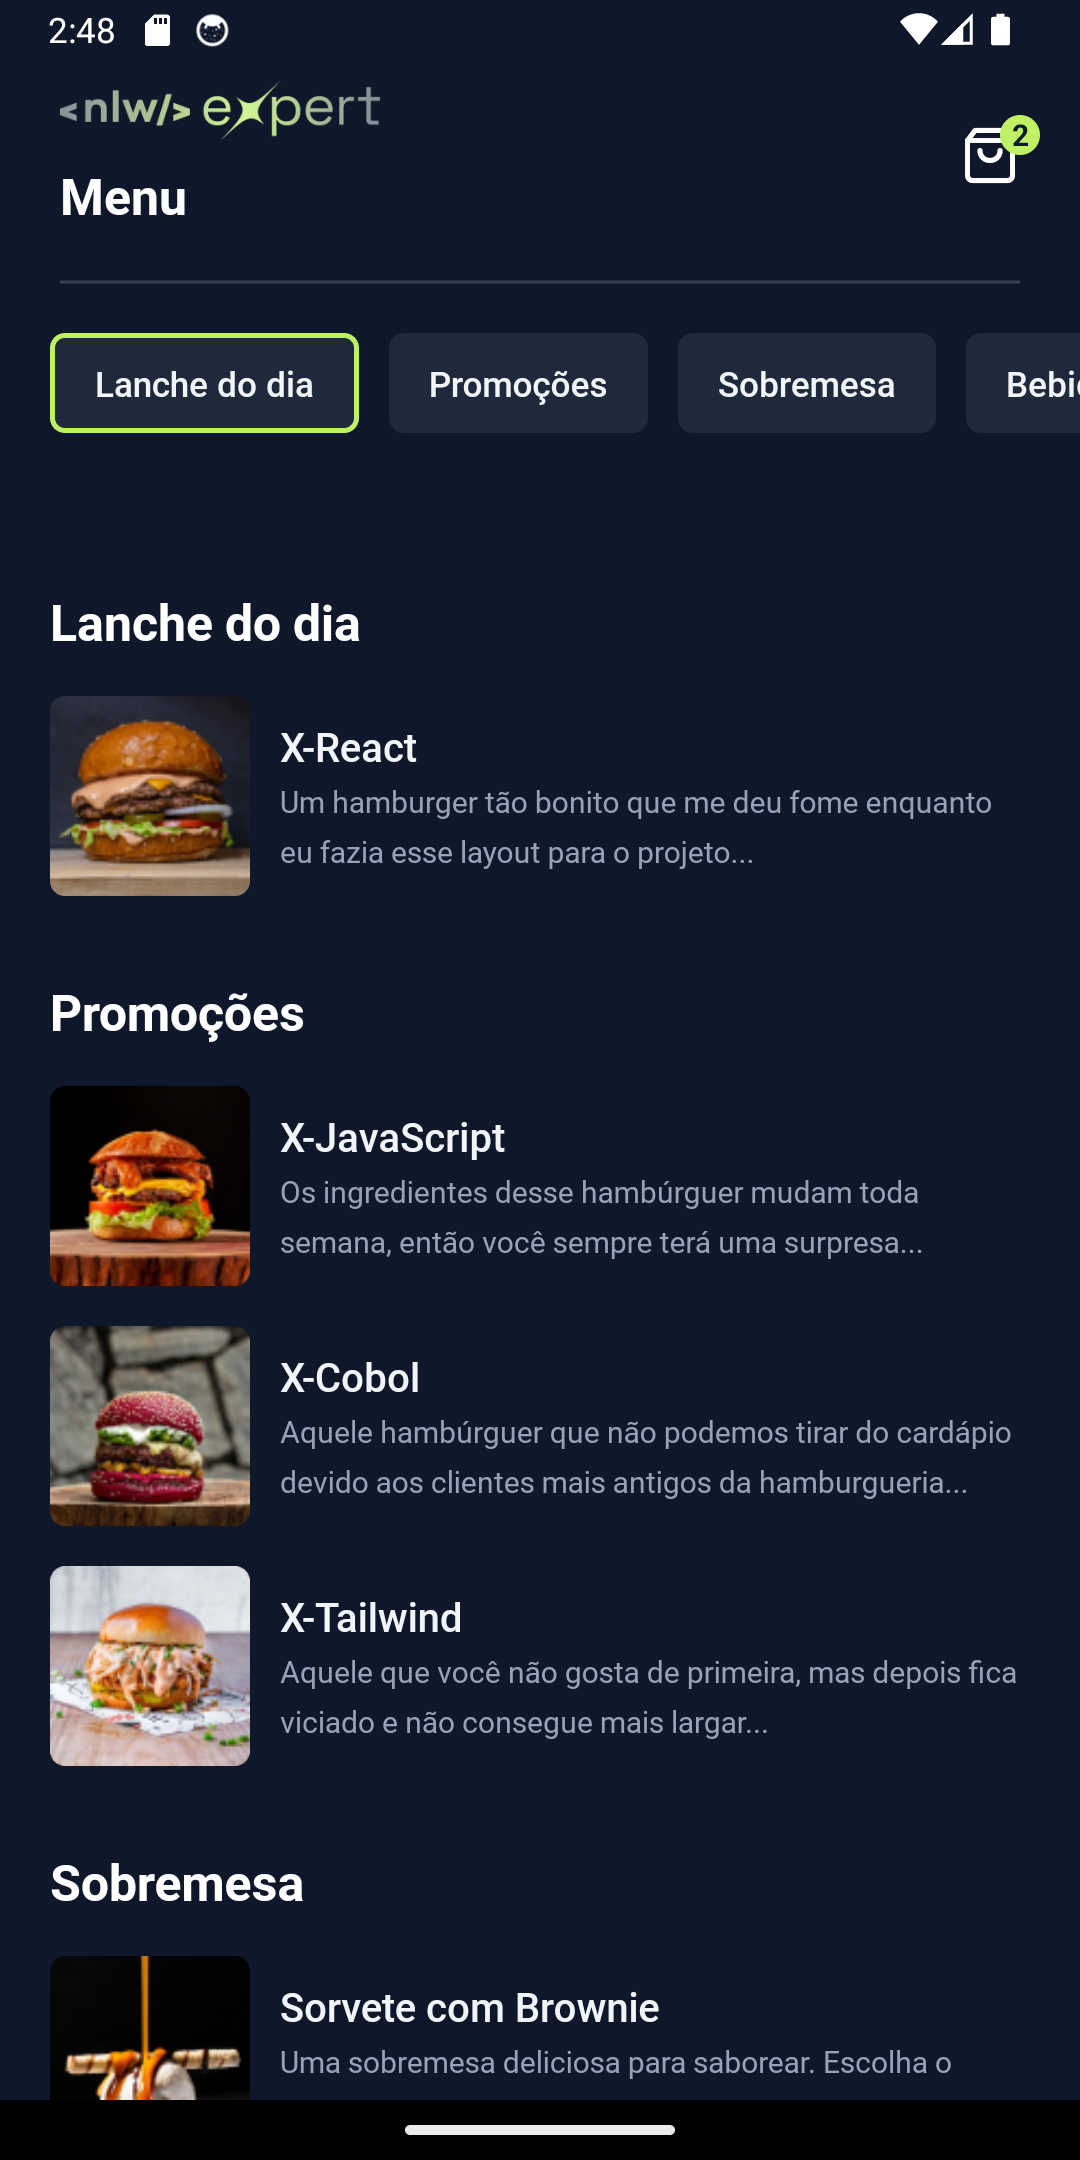 2:48
<nlw/> expert
2
Menu
Lanche do dia
Promoções
Sobremesa
Lanche do dia
X-React
Um hamburger tão bonito que me deu fome enquanto
eu fazia esse layout para o projeto...
Promoções
X-JavaScript
Os ingredientes desse hambúrguer mudam toda
semana, então você sempre terá uma surpresa...
X-Cobol
Aquele hambúrguer que não podemos tirar do cardápio
devido aos clientes mais antigos da hamburgueria...
X-Tailwind
Aquele que você não gosta de primeira, mas depois fica
viciado e não consegue mais largar...
Sobremesa
Sorvete com Brownie
Uma sobremesa deliciosa para saborear. Escolha o